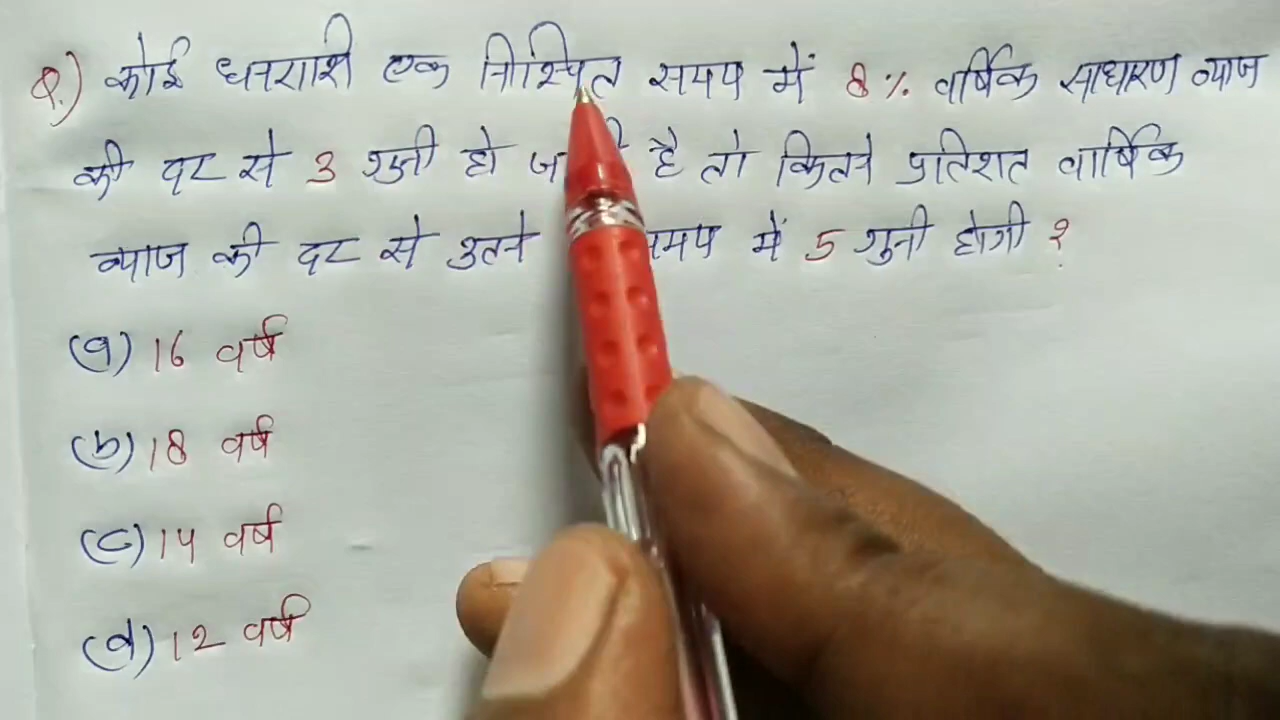 Q.) कोई धनराशी एक निश्चित समय में 8% वर्षिक साधारण ब्याज
की दर से 3 गुनी हो है तो कितने प्रतिशत वार्षिक
ब्याज की दर से उतने में 5 गुनी होगी ?
(a) 16 वर्ष
(b) 18 वर्ष
(c) 14 वर्ष
(d) 12 वर्ष